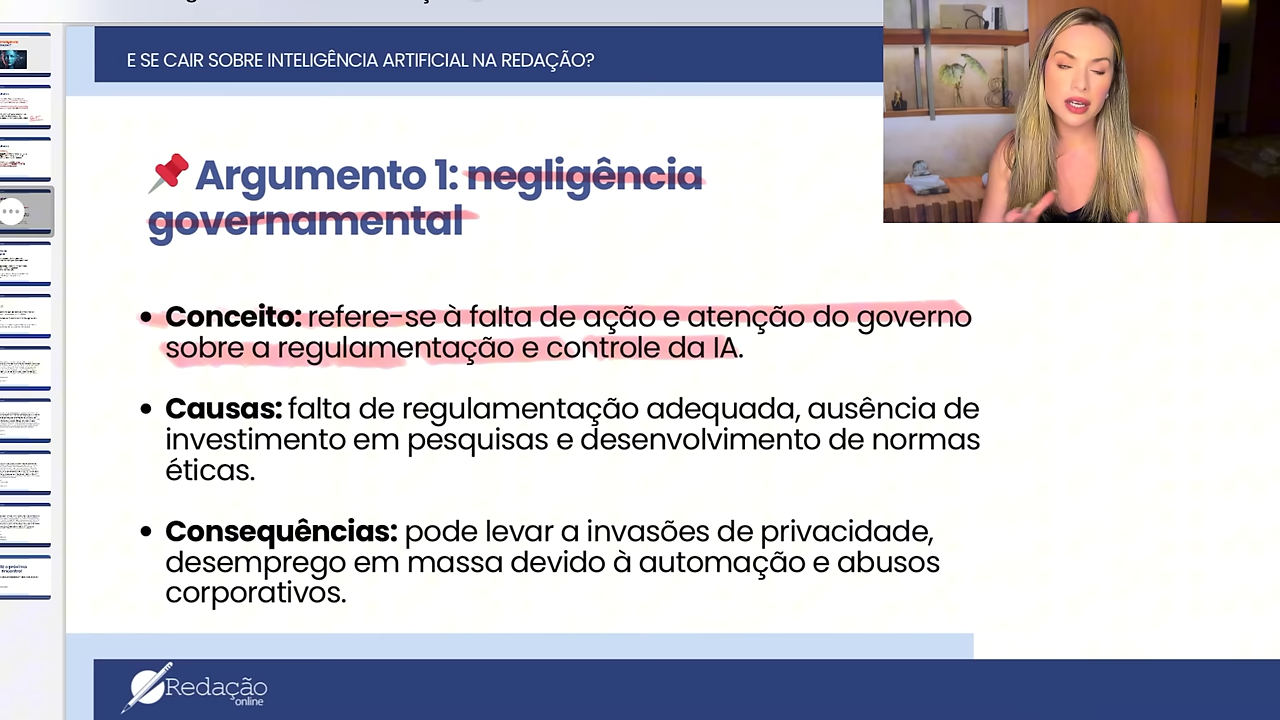 E SE CAIR SOBRE INTELIGÊNCIA ARTIFICIAL NA REDAÇÃO?
Argumento 1: negligência
governamental
• Conceito: refere-se à falta de ação e atenção do governo
sobre a regulamentação e controle da IA.
• Causas: falta de regulamentação adequada, ausência de
investimento em pesquisas e desenvolvimento de normas
éticas.
• Consequências: pode levar a invasões de privacidade,
desemprego em massa devido à automação e abusos
corporativos.
Redação
online